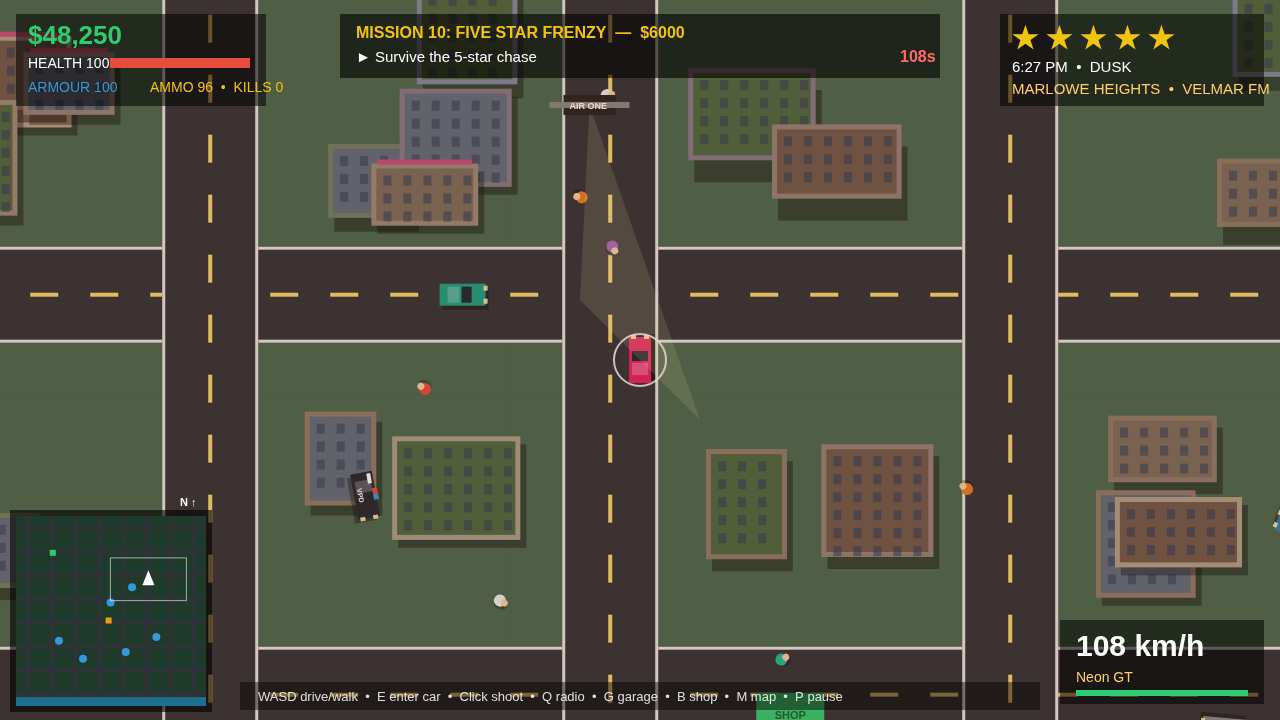 $48,250
HEALTH 100
ARMOUR 100 AMMO 96 • KILLS 0
MISSION 10: FIVE STAR FRENZY — $6000
► Survive the 5-star chase 108s
★ ★ ★ ★ ★
6:27 PM • DUSK
MARLOWE HEIGHTS • VELMAR FM
AIR ONE
VPD
N ↑
108 km/h
Neon GT
WASD drive/walk • E enter car • Click shoot • Q radio • G garage • B shop • M map • P pause
SHOP